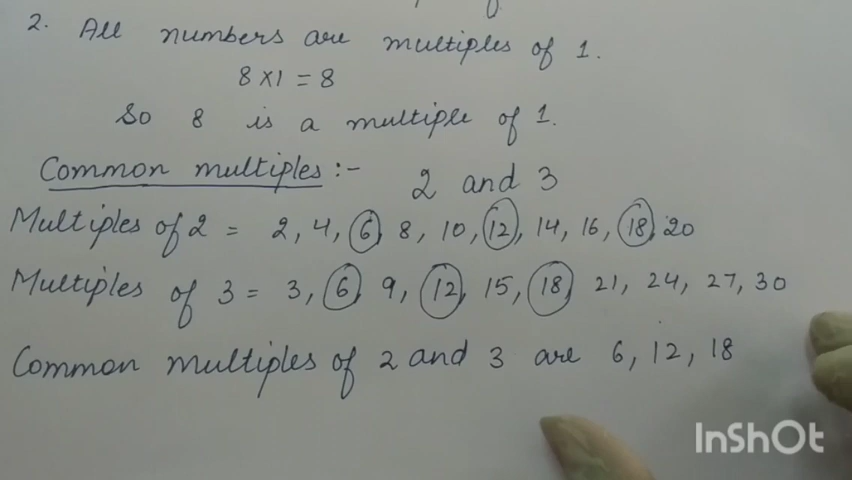 2. All numbers are multiples of 1.
8 x 1 = 8
So 8 is a multiple of 1.
Common multiples :-
2 and 3
Multiples of 2 = 2, 4, 6, 8, 10, 12, 14, 16, 18, 20
Multiples of 3 = 3, 6, 9, 12, 15, 18, 21, 24, 27, 30
Common multiples of 2 and 3 are 6, 12, 18
InShOt